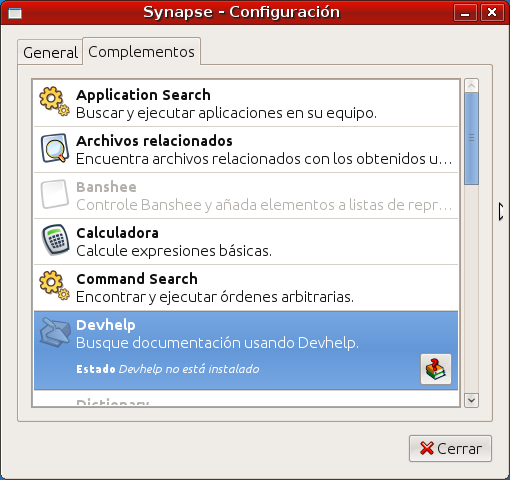 Synapse - Configuración
General
Complementos
Application Search
Buscar y ejecutar aplicaciones en su equipo.
Archivos relacionados
Encuentra archivos relacionados con los obtenidos u...
Banshee
Controle Banshee y añada elementos a listas de repr...
Calculadora
Calcule expresiones básicas.
Command Search
Encontrar y ejecutar órdenes arbitrarias.
Devhelp
Busque documentación usando Devhelp.
Estado Devhelp no está instalado
Dictionary
Cerrar